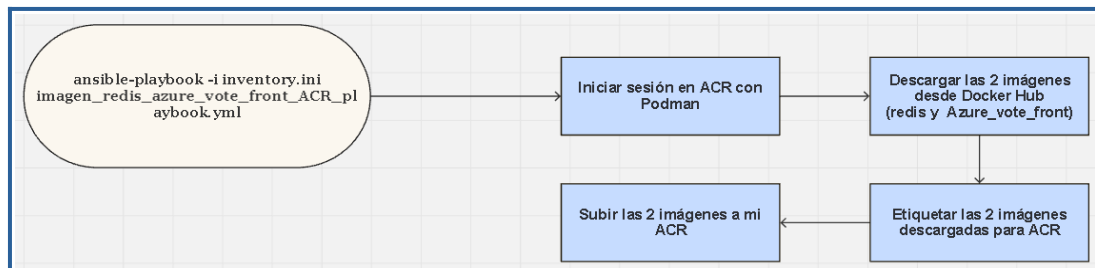 ansible-playbook -i inventory.ini
imagen_redis_azure_vote_front_ACR_pl
aybook.yml
Iniciar sesión en ACR con
Podman
Descargar las 2 imágenes
desde Docker Hub
(redis y Azure_vote_front)
Etiquetar las 2 imágenes
descargadas para ACR
Subir las 2 imágenes a mi
ACR